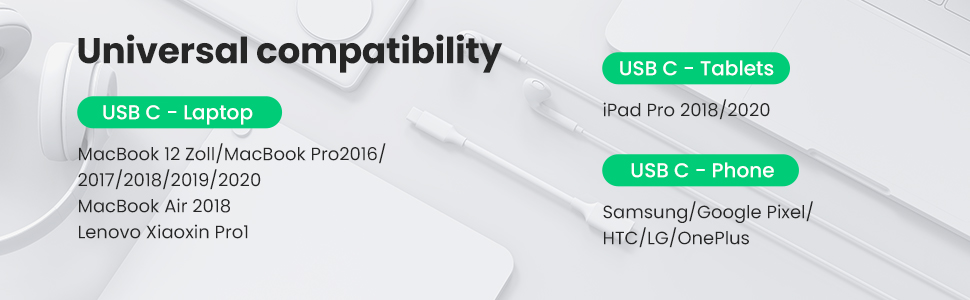 Universal compatibility
USB C - Laptop
MacBook 12 Zoll/MacBook Pro2016/
2017/2018/2019/2020
MacBook Air 2018
Lenovo Xiaoxin Pro1
USB C - Tablets
iPad Pro 2018/2020
USB C - Phone
Samsung/Google Pixel/
HTC/LG/OnePlus